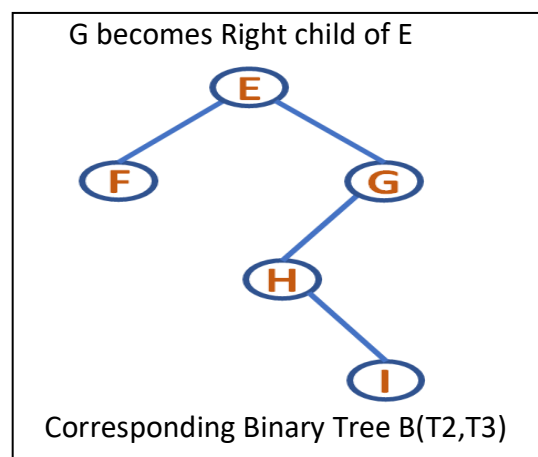 G becomes Right child of E
E
F G
H
I
Corresponding Binary Tree B(T2,T3)